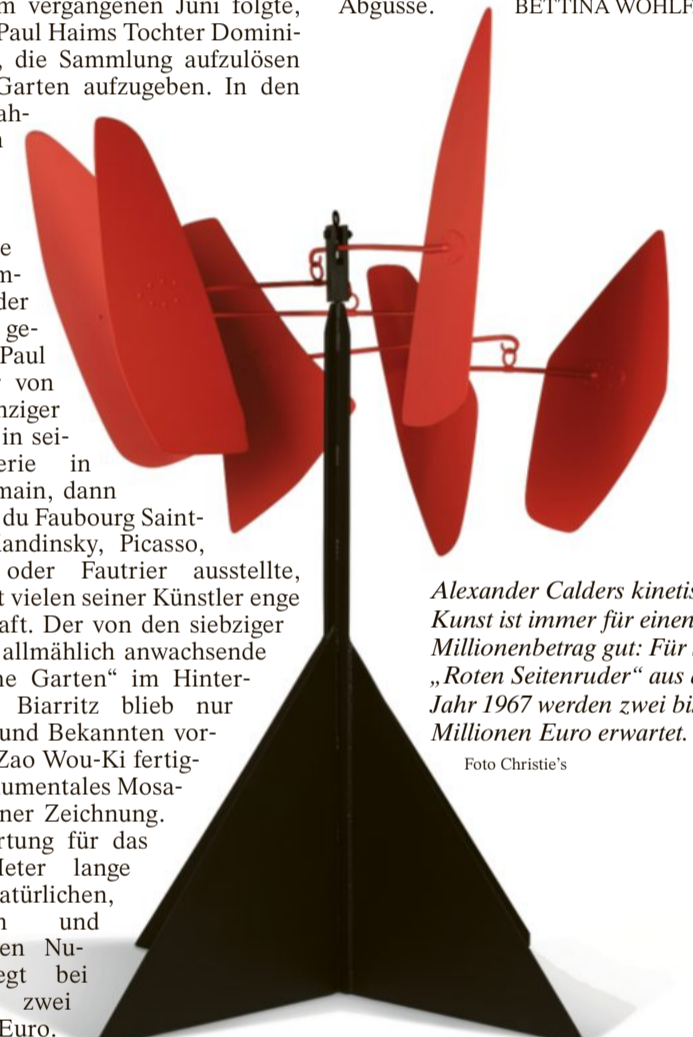 m vergangenen Juni folgte,
Paul Haims Tochter Domini-
, die Sammlung aufzulösen
Garten aufzugeben. In den
ah-
e
m-
der
ge-
Paul
von
nziger
in sei-
erie in
main, dann
du Faubourg Saint-
andinsky, Picasso,
oder Fautrier ausstellte,
t vielen seiner Künstler enge
aft. Der von den siebziger
allmählich anwachsende
ne Garten“ im Hinter-
Biarritz blieb nur
und Bekannten vor-
Zao Wou-Ki fertig-
umentales Mosa-
ner Zeichnung.
rtung für das
Meter lange
atürlichen,
n und
en Nu-
egt bei
zwei
Euro.
Abgüsse.
BETTINA WOHLF
Alexander Calders kinetis
Kunst ist immer für einen
Millionenbetrag gut: Für
„Roten Seitenruder“ aus
Jahr 1967 werden zwei bis
Millionen Euro erwartet.
Foto Christie’s